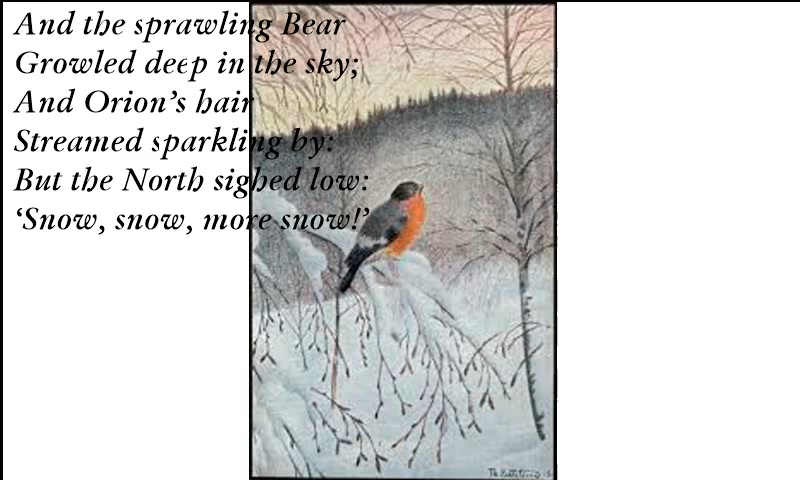 And the sprawling Bear
Growled deep in the sky;
And Orion’s hair
Streamed sparkling by:
But the North sighed low:
‘Snow, snow, more snow!’